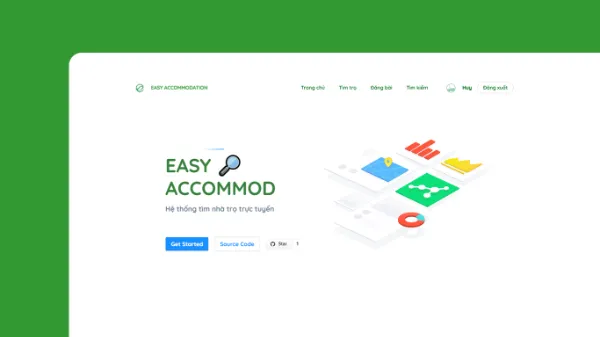 EASY ACCOMMODATION
Trang chủ Tìm trọ Đăng bài Tìm kiếm Huy Đăng xuất
EASY
ACCOMMOD
Hệ thống tìm nhà trọ trực tuyến
Get Started Source Code Star